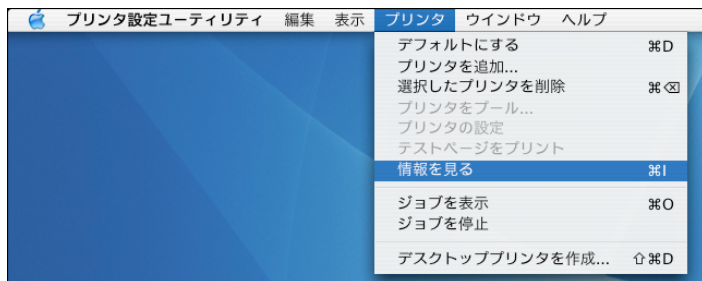 プリンタ設定ユーティリティ 編集 表示 プリンタ ウインドウ ヘルプ
デフォルトにする ⌘D
プリンタを追加...
選択したプリンタを削除 ⌘⌫
プリンタをプール...
プリンタの設定
テストページをプリント
情報を見る ⌘I
ジョブを表示 ⌘O
ジョブを停止
デスクトッププリンタを作成... ⇧⌘D